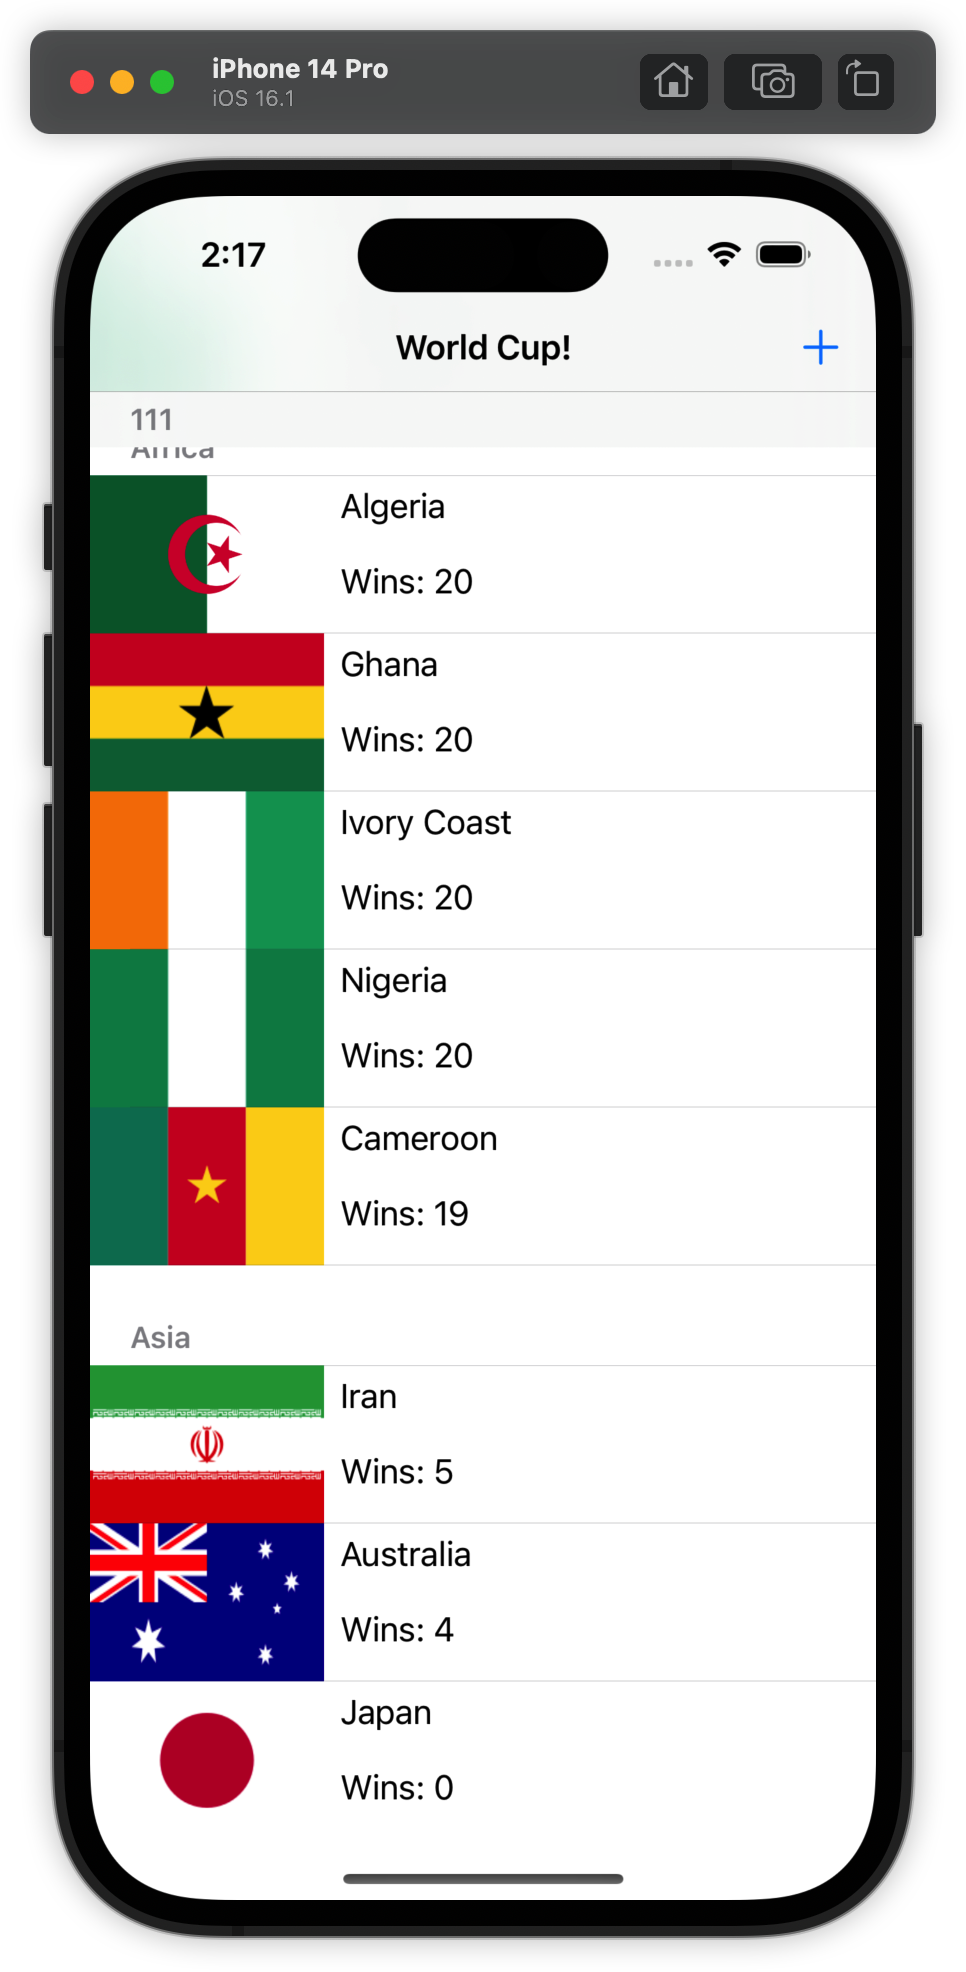 iPhone 14 Pro
iOS 16.1
2:17
World Cup!
111
Africa
Algeria
Wins: 20
Ghana
Wins: 20
Ivory Coast
Wins: 20
Nigeria
Wins: 20
Cameroon
Wins: 19
Asia
Iran
Wins: 5
Australia
Wins: 4
Japan
Wins: 0